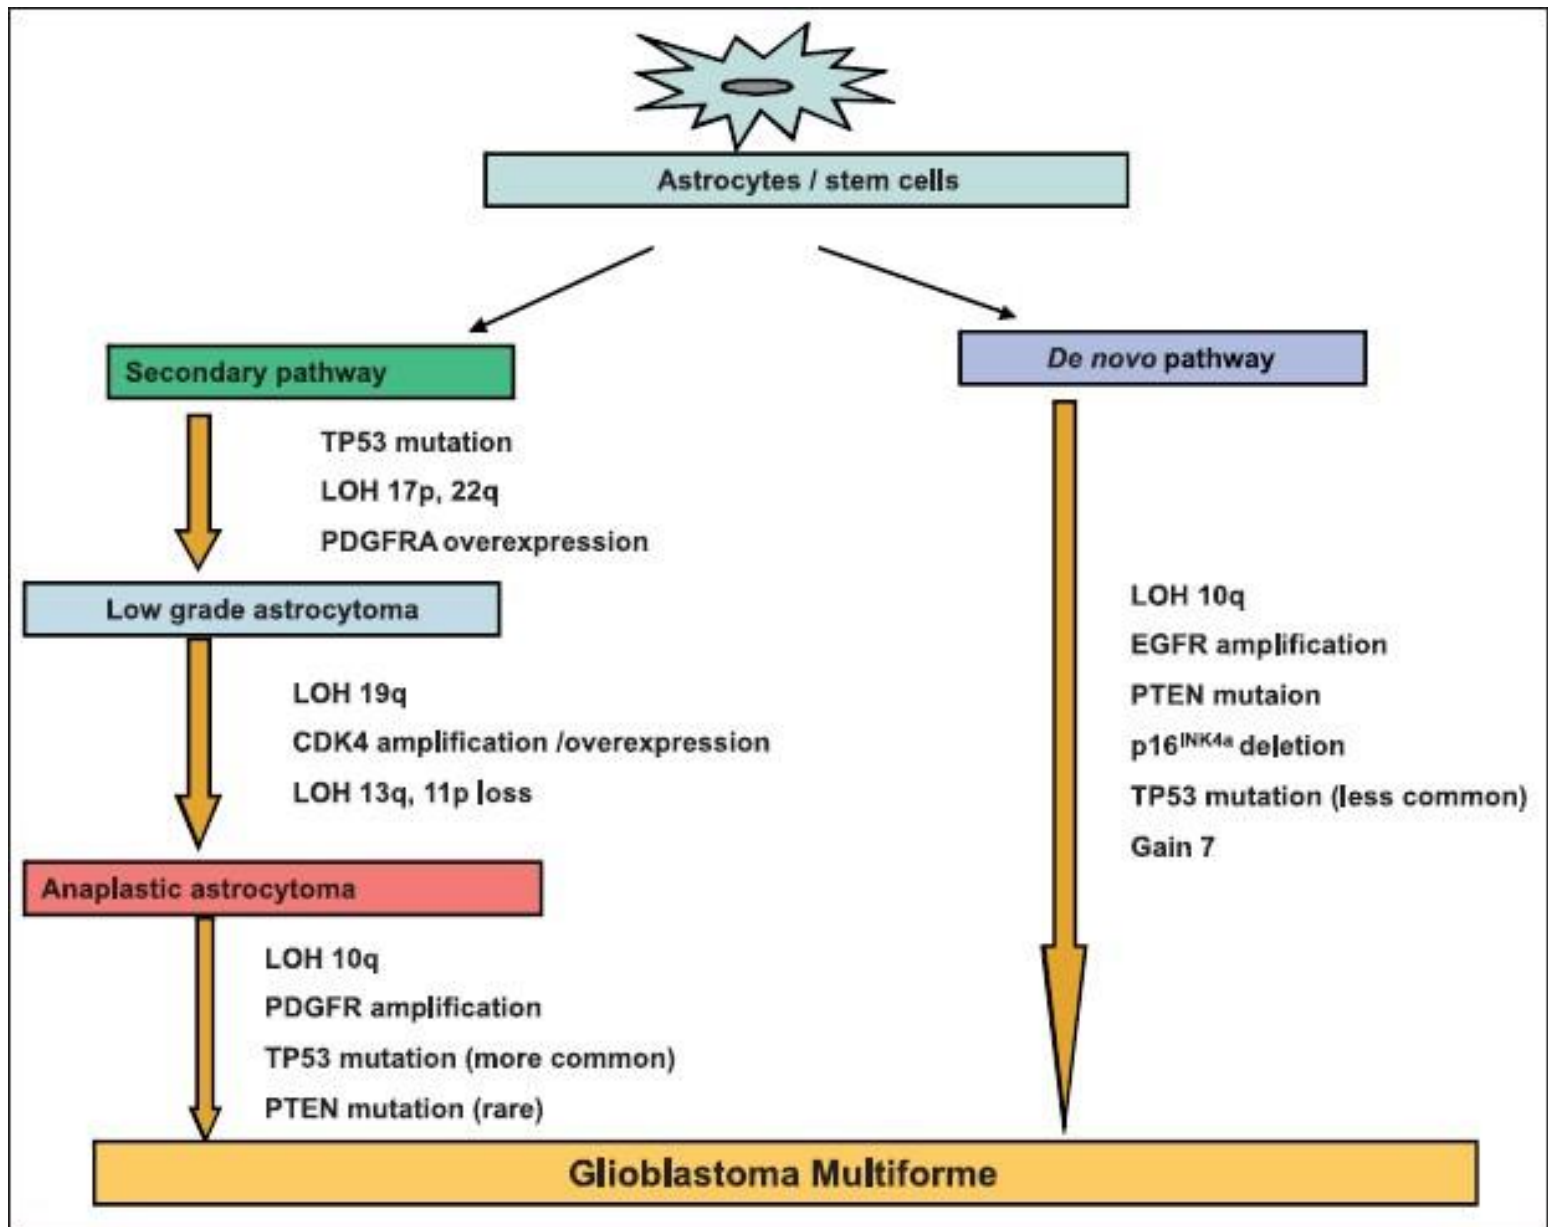 Astrocytes / stem cells
Secondary pathway
TP53 mutation
LOH 17p, 22q
PDGFRA overexpression
Low grade astrocytoma
LOH 19q
CDK4 amplification /overexpression
LOH 13q, 11p loss
Anaplastic astrocytoma
LOH 10q
PDGFR amplification
TP53 mutation (more common)
PTEN mutation (rare)
De novo pathway
LOH 10q
EGFR amplification
PTEN mutaion
p16INK4a deletion
TP53 mutation (less common)
Gain 7
Glioblastoma Multiforme